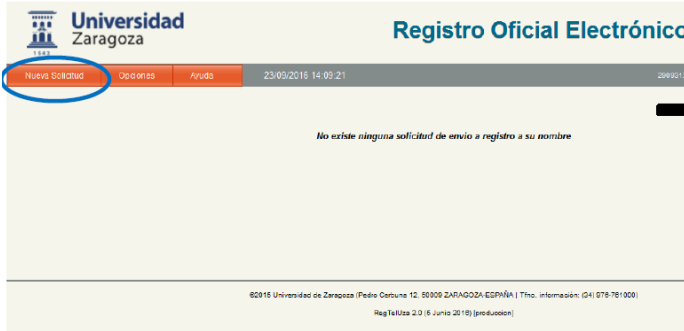 Universidad
Zaragoza
1542
Registro Oficial Electrónico
Nueva Solicitud Opciones Ayuda 23/09/2016 14:09:21
No existe ninguna solicitud de envío a registro a su nombre
©2015 Universidad de Zaragoza (Pedro Cerbuna 12, 50009 ZARAGOZA-ESPAÑA | Tfno. información: (34) 976-761000)
RegTelUza 2.0 (6 Junio 2016) [produccion]